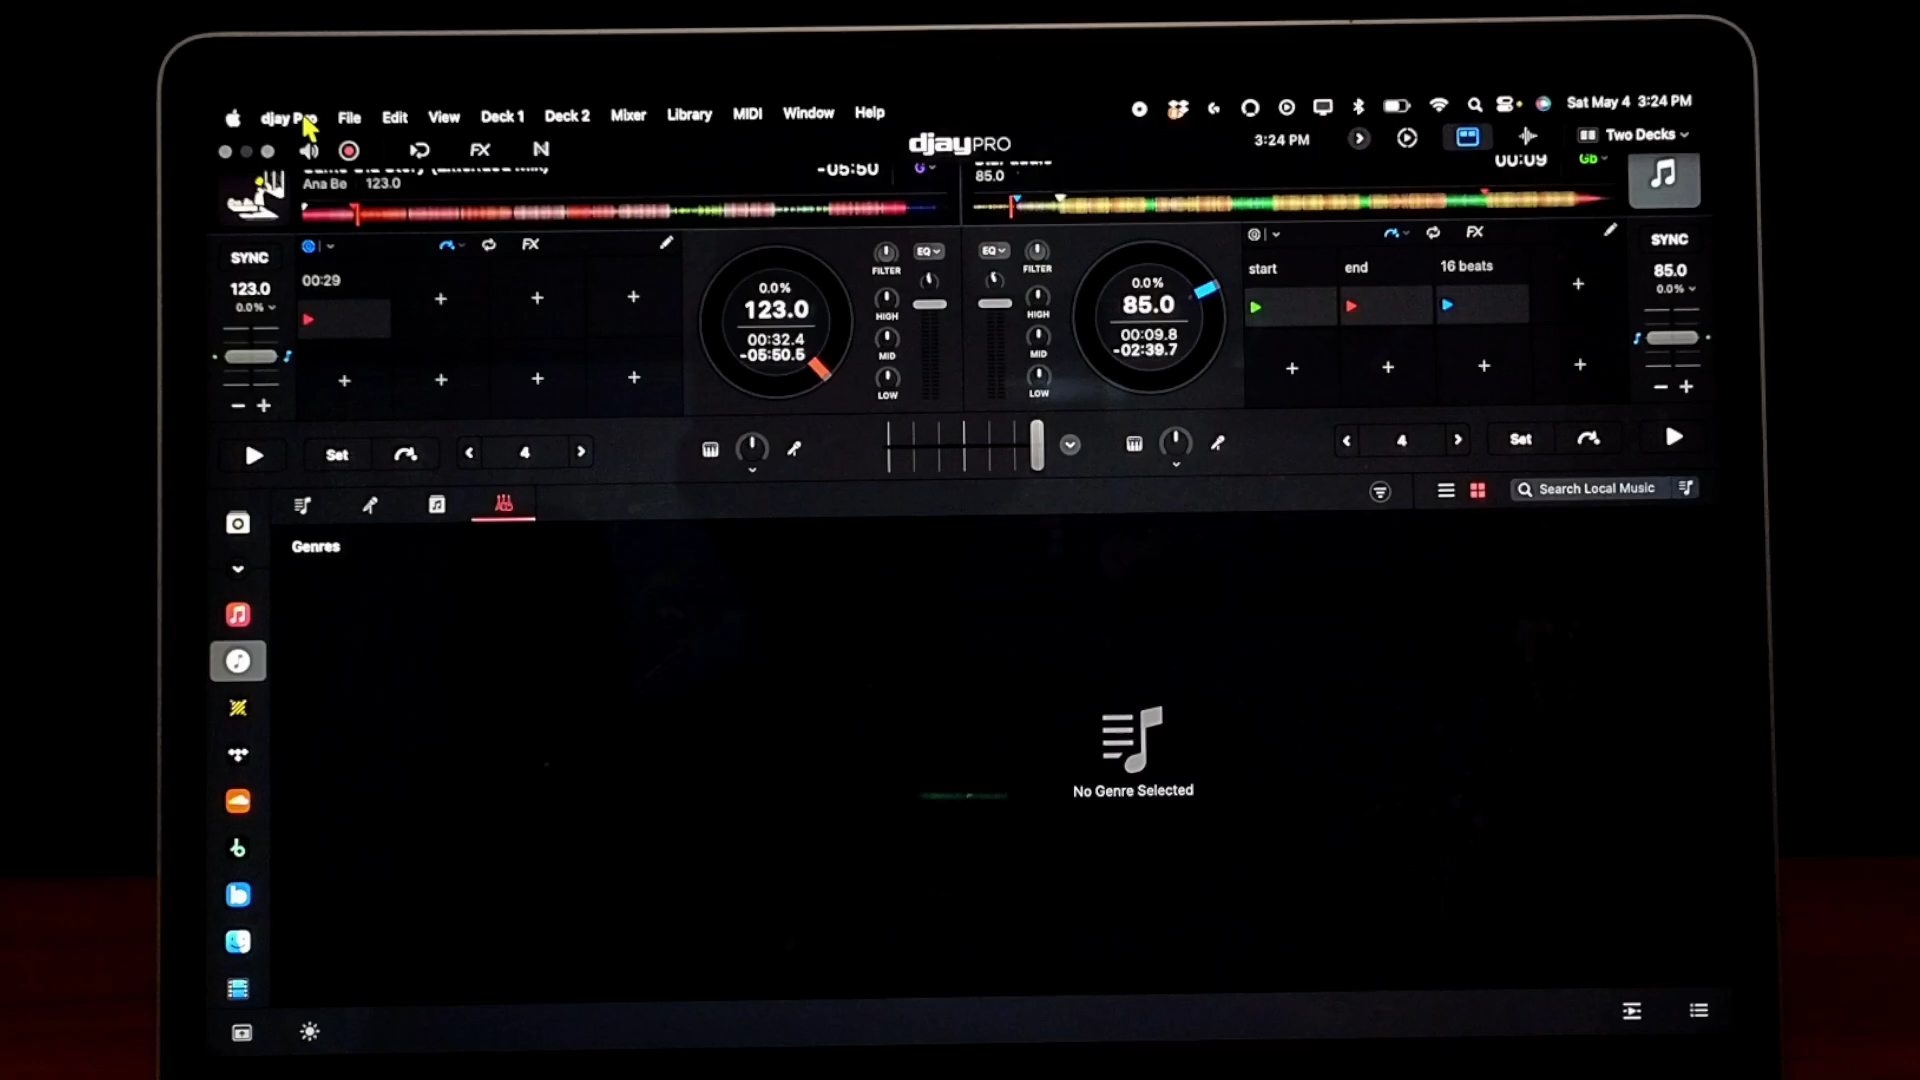 djay Pro File Edit View Deck 1 Deck 2 Mixer Library MIDI Window Help Sat May 4 3:24 PM
FX djayPRO 3:24 PM Two Decks
-05:50 G 00:09 Gb
Ana Be 123.0 85.0
SYNC FX EQ EQ FX SYNC
FILTER FILTER
00:29 start end 16 beats
123.0 0.0% 0.0% 85.0
0.0% 123.0 85.0 0.0%
HIGH HIGH
00:32.4 00:09.8
-05:50.5 -02:39.7
MID MID
LOW LOW
Set 4 4 Set
Search Local Music
Genres
No Genre Selected